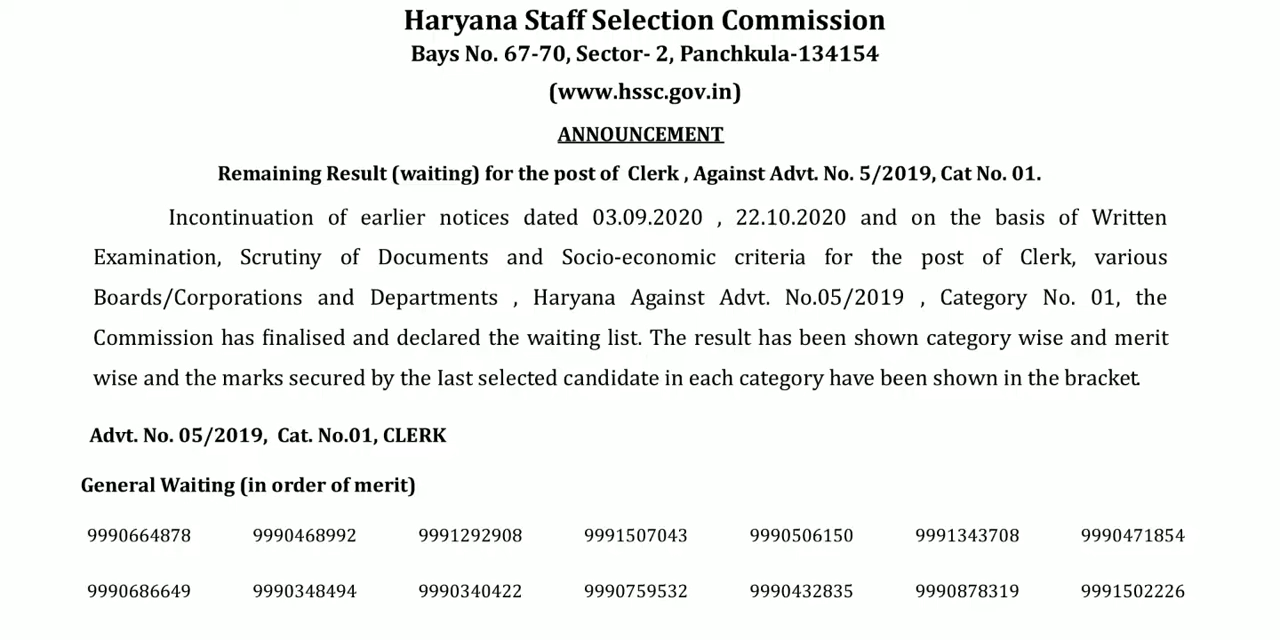 Haryana Staff Selection Commission
Bays No. 67-70, Sector- 2, Panchkula-134154
(www.hssc.gov.in)
ANNOUNCEMENT
Remaining Result (waiting) for the post of  Clerk , Against Advt. No. 5/2019, Cat No. 01.
Incontinuation of earlier notices dated 03.09.2020 , 22.10.2020 and on the basis of Written
Examination, Scrutiny of Documents and Socio-economic criteria for the post of Clerk, various
Boards/Corporations and Departments , Haryana Against Advt. No.05/2019 , Category No. 01, the
Commission has finalised and declared the waiting list. The result has been shown category wise and merit
wise and the marks secured by the Iast selected candidate in each category have been shown in the bracket.
Advt. No. 05/2019,  Cat. No.01, CLERK
General Waiting (in order of merit)
9990664878 9990468992 9991292908 9991507043 9990506150 9991343708 9990471854
9990686649 9990348494 9990340422 9990759532 9990432835 9990878319 9991502226